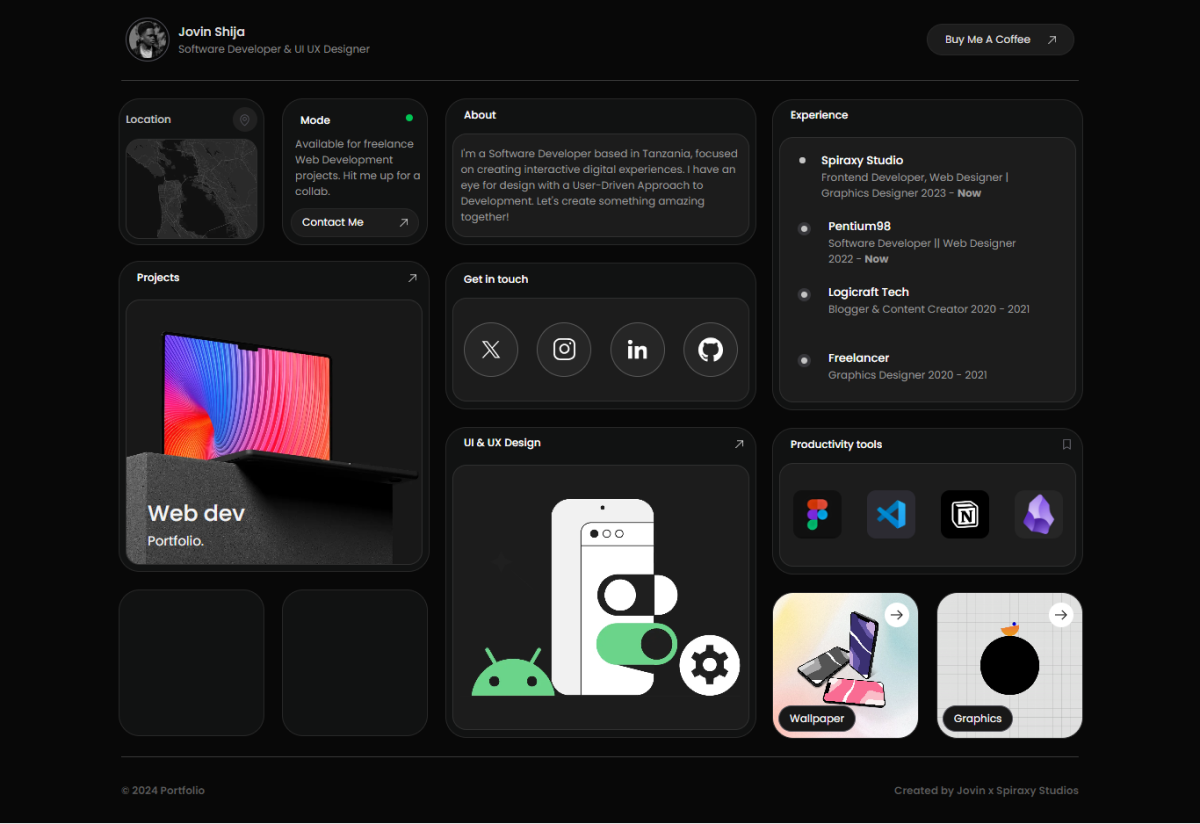 Jovin Shija
Software Developer & UI UX Designer
Buy Me A Coffee
Location
Mode
Available for freelance
Web Development
projects. Hit me up for a
collab.
Contact Me
About
I'm a Software Developer based in Tanzania, focused
on creating interactive digital experiences. I have an
eye for design with a User-Driven Approach to
Development. Let's create something amazing
together!
Experience
Spiraxy Studio
Frontend Developer, Web Designer |
Graphics Designer 2023 - Now
Pentium98
Software Developer || Web Designer
2022 - Now
Logicraft Tech
Blogger & Content Creator 2020 - 2021
Freelancer
Graphics Designer 2020 - 2021
Projects
Web dev
Portfolio.
Get in touch
in
UI & UX Design
Productivity tools
N
Wallpaper
Graphics
© 2024 Portfolio
Created by Jovin x Spiraxy Studios